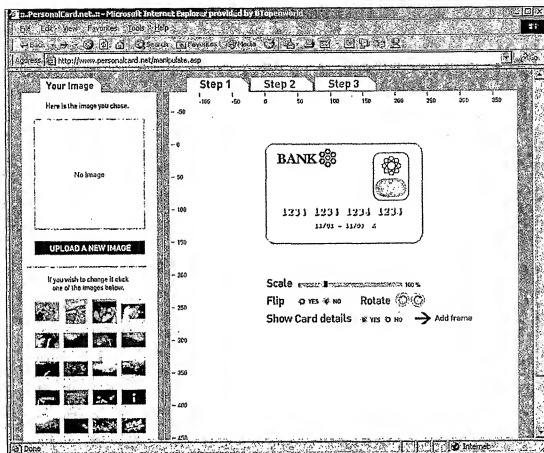 ::.PersonalCard.net.:: - Microsoft Internet Explorer provided by BTopenworld
File Edit View Favorites Tools Help
Back Search Favorites Media
Address http://www.personalcard.net/manipulate.asp
Your Image
Here is the image you chose.
No Image
UPLOAD A NEW IMAGE
If you wish to change it click
one of the images below.
Step 1 Step 2 Step 3
-100 -50 0 50 100 150 200 250 300 350
-50
0
50
100
150
200
250
300
350
400
450
BANK
1234 1234 1234 1234
11/01 - 11/03
Scale 100 %
Flip YES NO Rotate
Show Card details YES NO Add frame
Done Internet